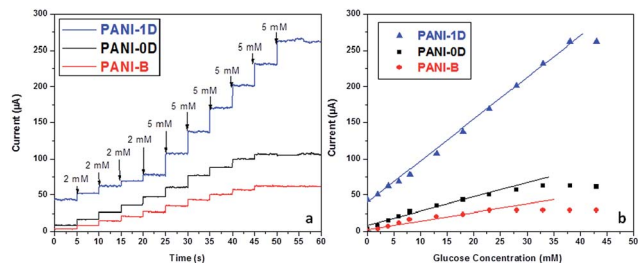 300
250
200
150
100
50
0
Current (µA)
PANI-1D
PANI-0D
PANI-B
2 mM
2 mM
2 mM
2 mM
5 mM
5 mM
5 mM
5 mM
5 mM
5 mM
a
0 5 10 15 20 25 30 35 40 45 50 55 60
Time (s)
300
250
200
150
100
50
0
Current (µA)
PANI-1D
PANI-0D
PANI-B
b
0 5 10 15 20 25 30 35 40 45 50
Glucose Concentration (mM)